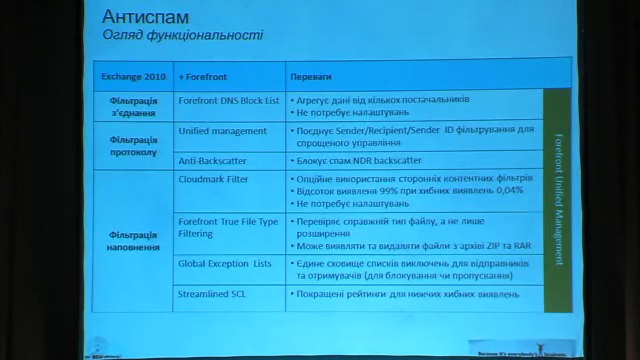 Антиспам
Огляд функціональності
Exchange 2010
+ Forefront
Переваги
Фільтрація
з'єднання
Forefront DNS Block List
• Агрегує дані від кількох постачальників
• Не потребує налаштувань
Фільтрація
протоколу
Unified management
• Поєднує Sender/Recipient/Sender ID фільтрування для
спрощеного управління
Anti-Backscatter
• Блокує спам NDR backscatter
Фільтрація
наповнення
Cloudmark Filter
• Опційне використання сторонніх контентних фільтрів
• Відсоток виявленя 99% при хибних виявлень 0,04%
• Не потребує налаштувань
Forefront True File Type
Filtering
• Перевіряє справжній тип файлу, а не лише
розширення
• Може виявляти та видаляти файли з архіві ZIP та RAR
Global Exception Lists
• Єдине сховище списків виключень для відправників
та отримувачів (для блокування чи пропускання)
Streamlined SCL
• Покращені рейтинги для нижчих хибних виявлень
Forefront Unified Management
Because it's everybody's business